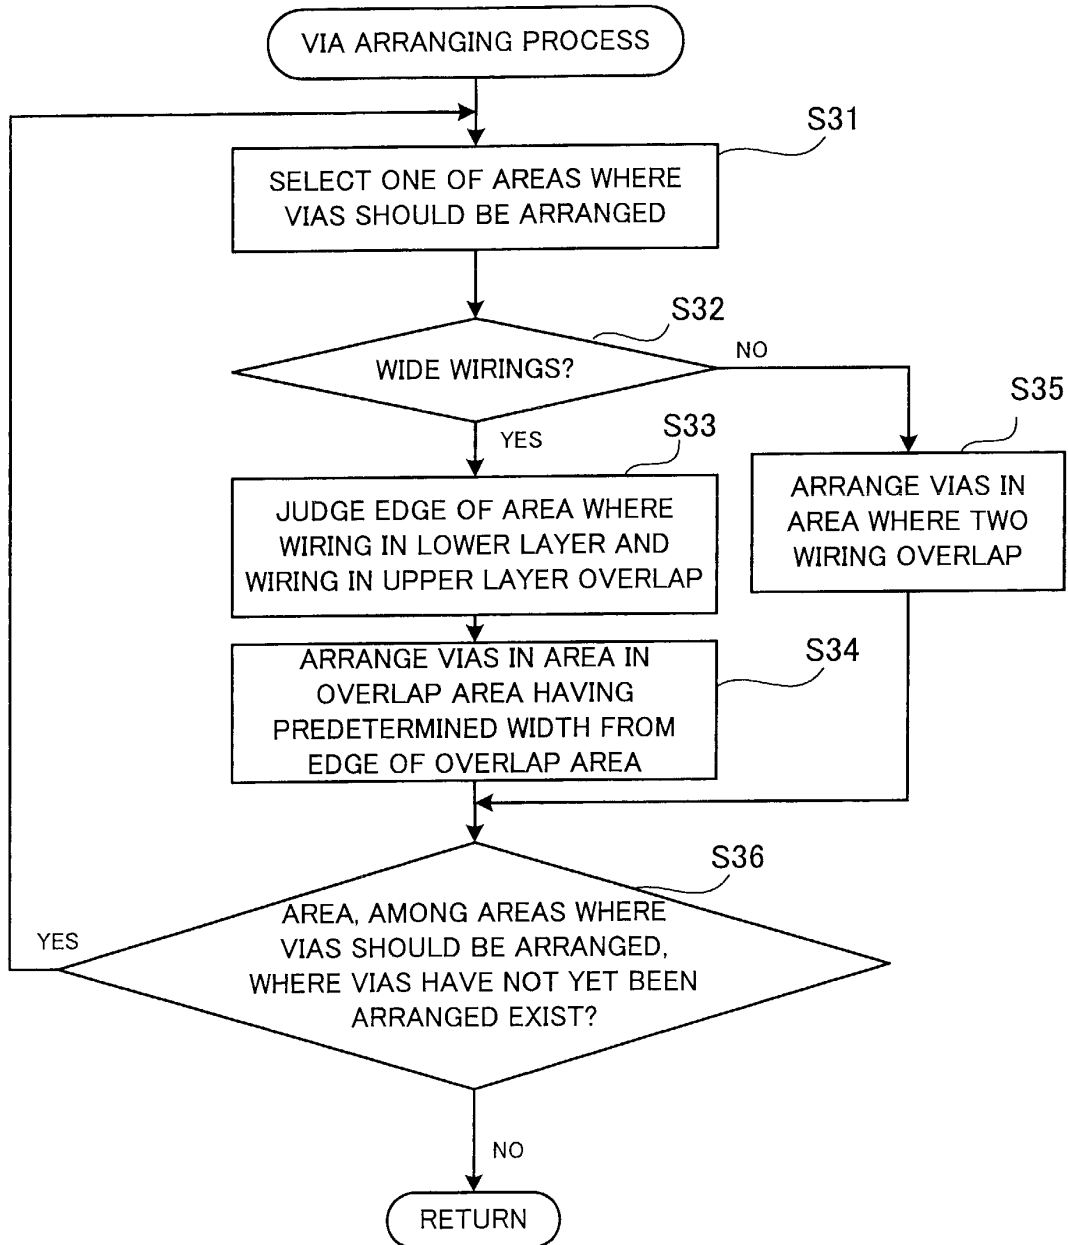 VIA ARRANGING PROCESS
S31
SELECT ONE OF AREAS WHERE
VIAS SHOULD BE ARRANGED
S32
WIDE WIRINGS?
NO
YES
S33
JUDGE EDGE OF AREA WHERE
WIRING IN LOWER LAYER AND
WIRING IN UPPER LAYER OVERLAP
S35
ARRANGE VIAS IN
AREA WHERE TWO
WIRING OVERLAP
S34
ARRANGE VIAS IN AREA IN
OVERLAP AREA HAVING
PREDETERMINED WIDTH FROM
EDGE OF OVERLAP AREA
S36
AREA, AMONG AREAS WHERE
VIAS SHOULD BE ARRANGED,
WHERE VIAS HAVE NOT YET BEEN
ARRANGED EXIST?
YES
NO
RETURN